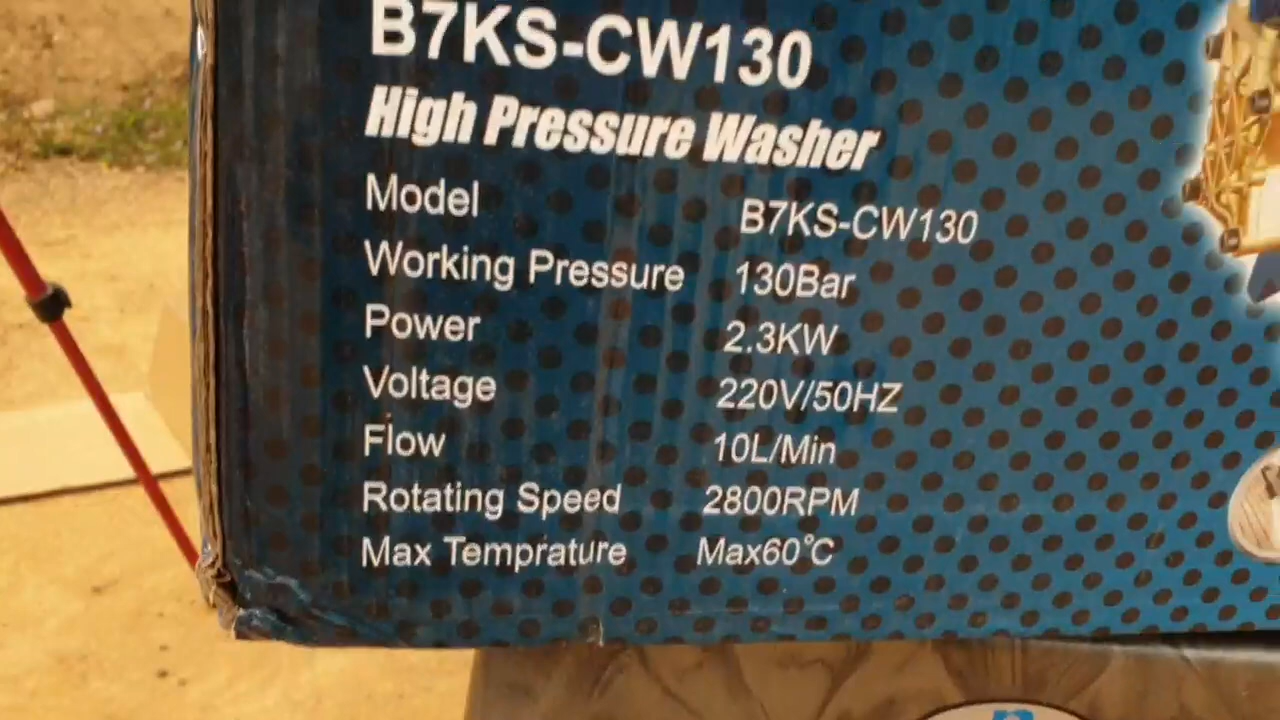 B7KS-CW130
High Pressure Washer
Model B7KS-CW130
Working Pressure 130Bar
Power 2.3KW
Voltage 220V/50HZ
Flow 10L/Min
Rotating Speed 2800RPM
Max Temprature Max60°C